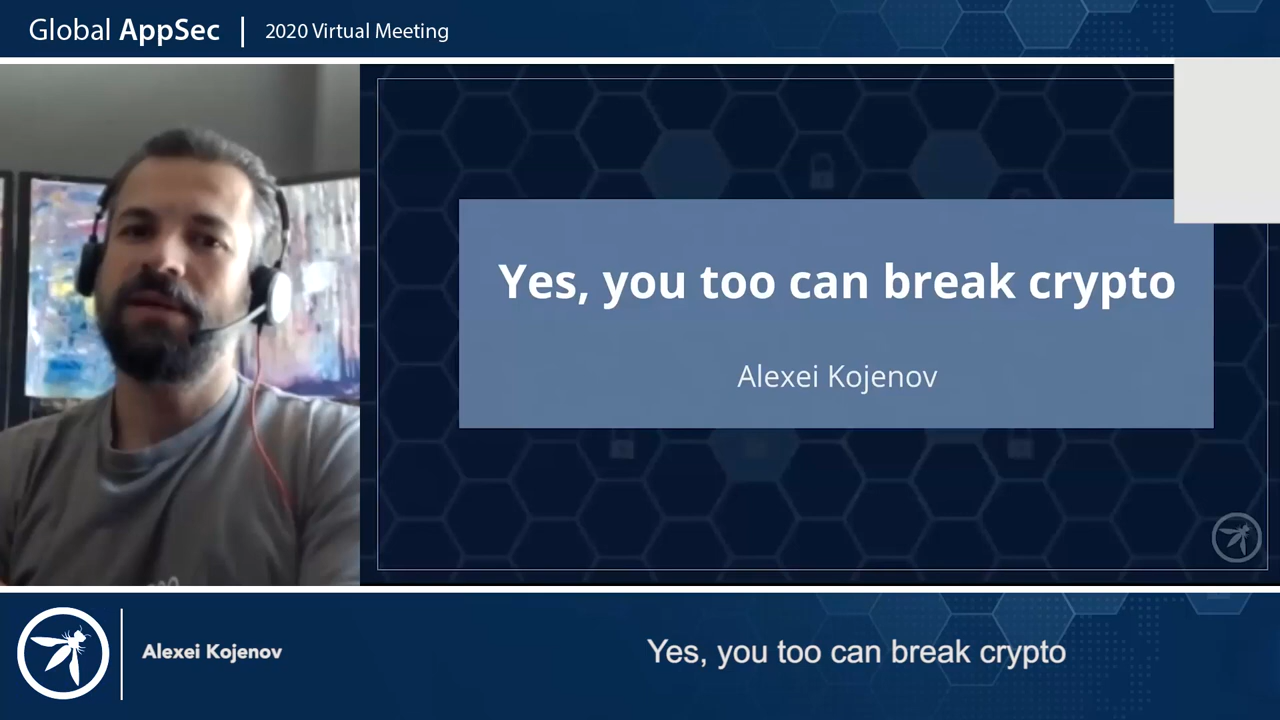 Global AppSec | 2020 Virtual Meeting
Yes, you too can break crypto
Alexei Kojenov
Alexei Kojenov
Yes, you too can break crypto